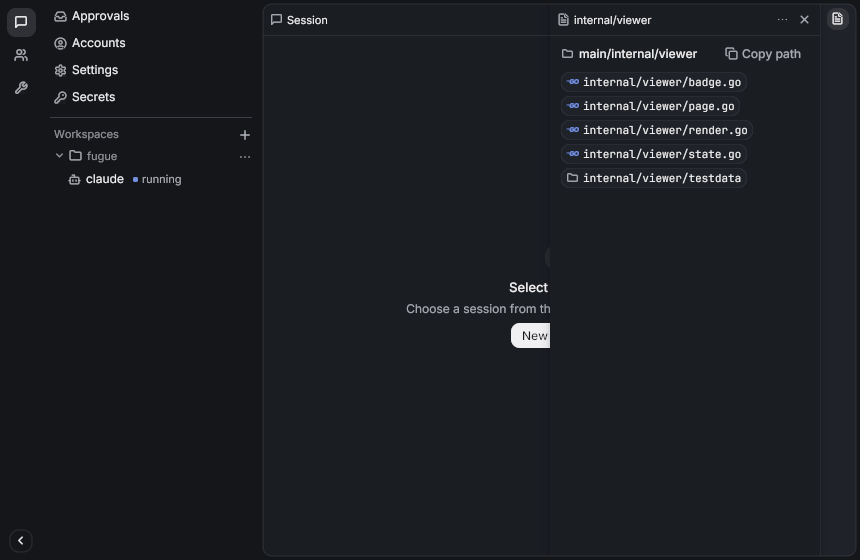 Approvals
Accounts
Settings
Secrets
Workspaces
fugue
claude running
Session
Select
Choose a session from th
New
internal/viewer
main/internal/viewer Copy path
internal/viewer/badge.go
internal/viewer/page.go
internal/viewer/render.go
internal/viewer/state.go
internal/viewer/testdata